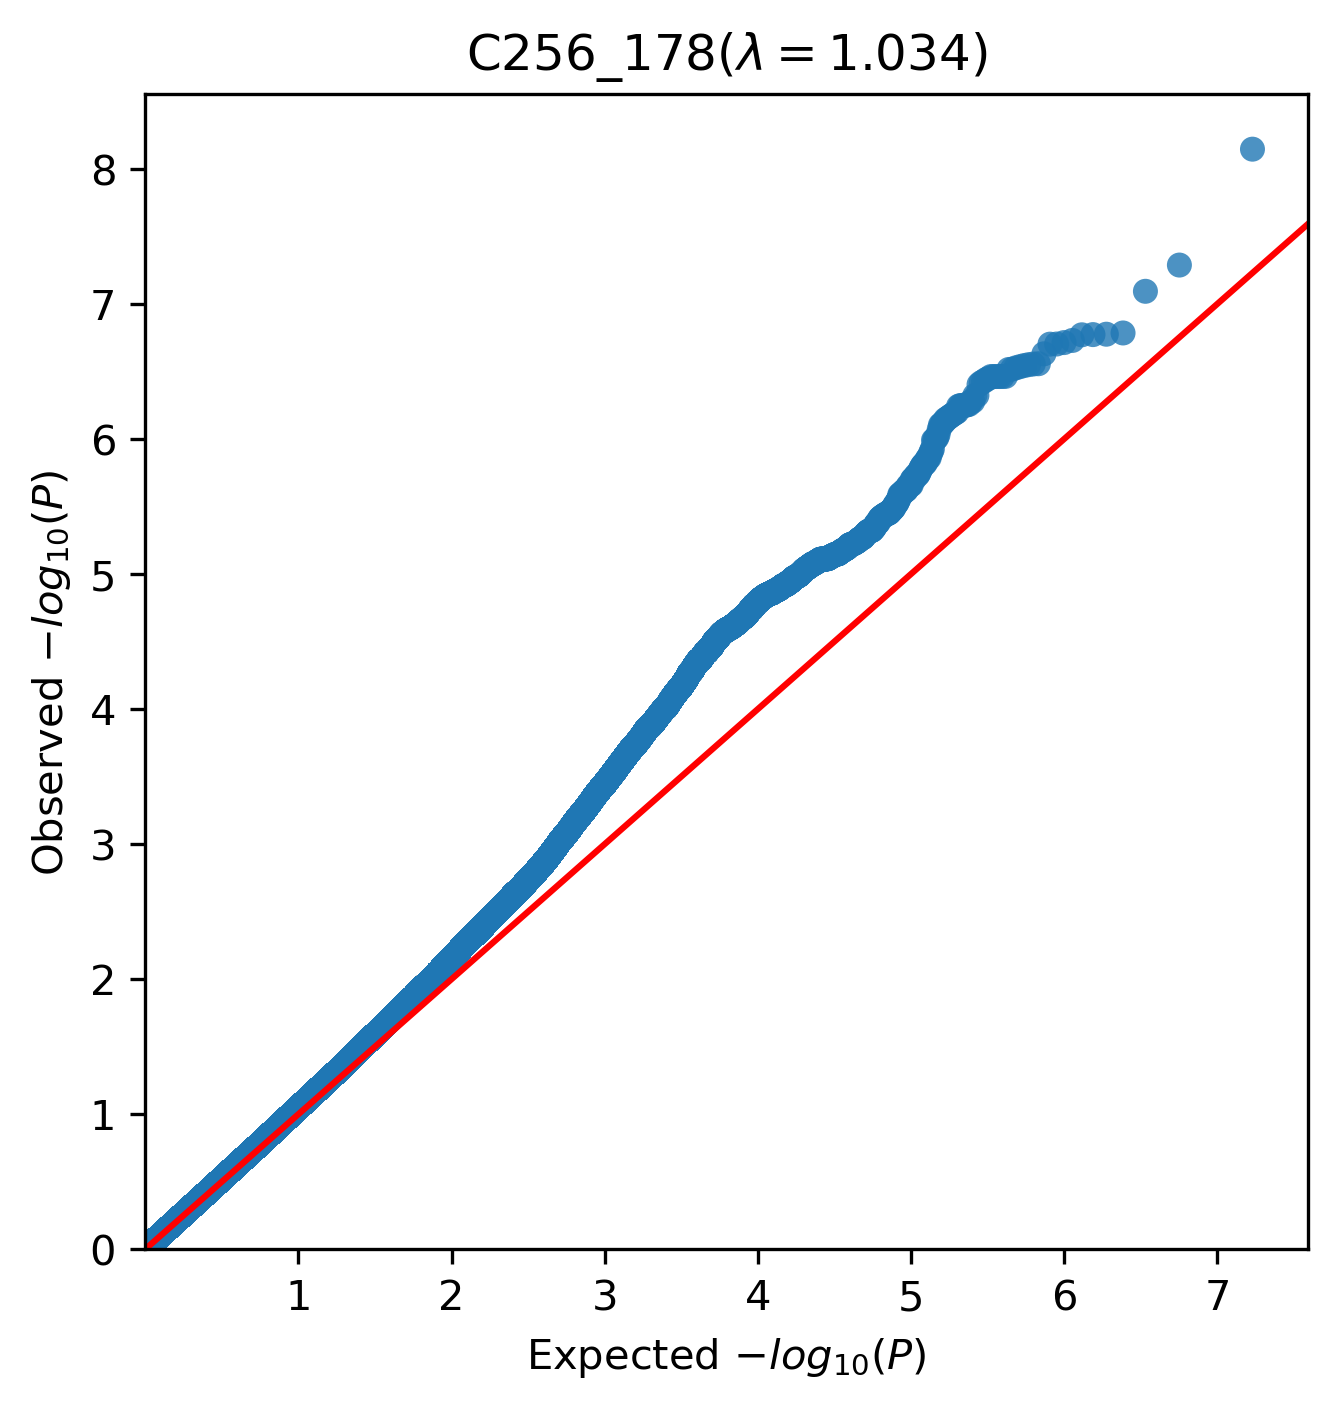 C256_178(λ = 1.034)
8
7
6
5
4
3
2
1
0
Observed −log₁₀(P)
1 2 3 4 5 6 7
Expected −log₁₀(P)